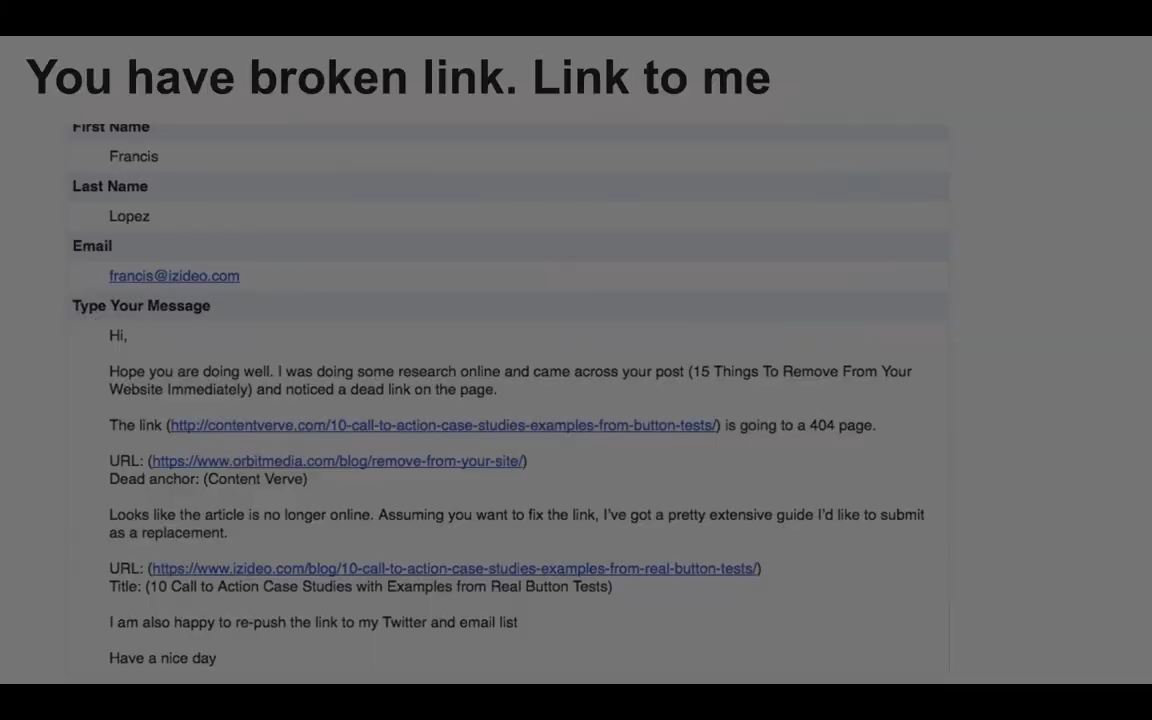 You have broken link. Link to me
First Name
Francis
Last Name
Lopez
Email
francis@izideo.com
Type Your Message
Hi,
Hope you are doing well. I was doing some research online and came across your post (15 Things To Remove From Your
Website Immediately) and noticed a dead link on the page.
The link (http://contentverve.com/10-call-to-action-case-studies-examples-from-button-tests/) is going to a 404 page.
URL: (https://www.orbitmedia.com/blog/remove-from-your-site/)
Dead anchor: (Content Verve)
Looks like the article is no longer online. Assuming you want to fix the link, I've got a pretty extensive guide I'd like to submit
as a replacement.
URL: (https://www.izideo.com/blog/10-call-to-action-case-studies-examples-from-real-button-tests/)
Title: (10 Call to Action Case Studies with Examples from Real Button Tests)
I am also happy to re-push the link to my Twitter and email list
Have a nice day